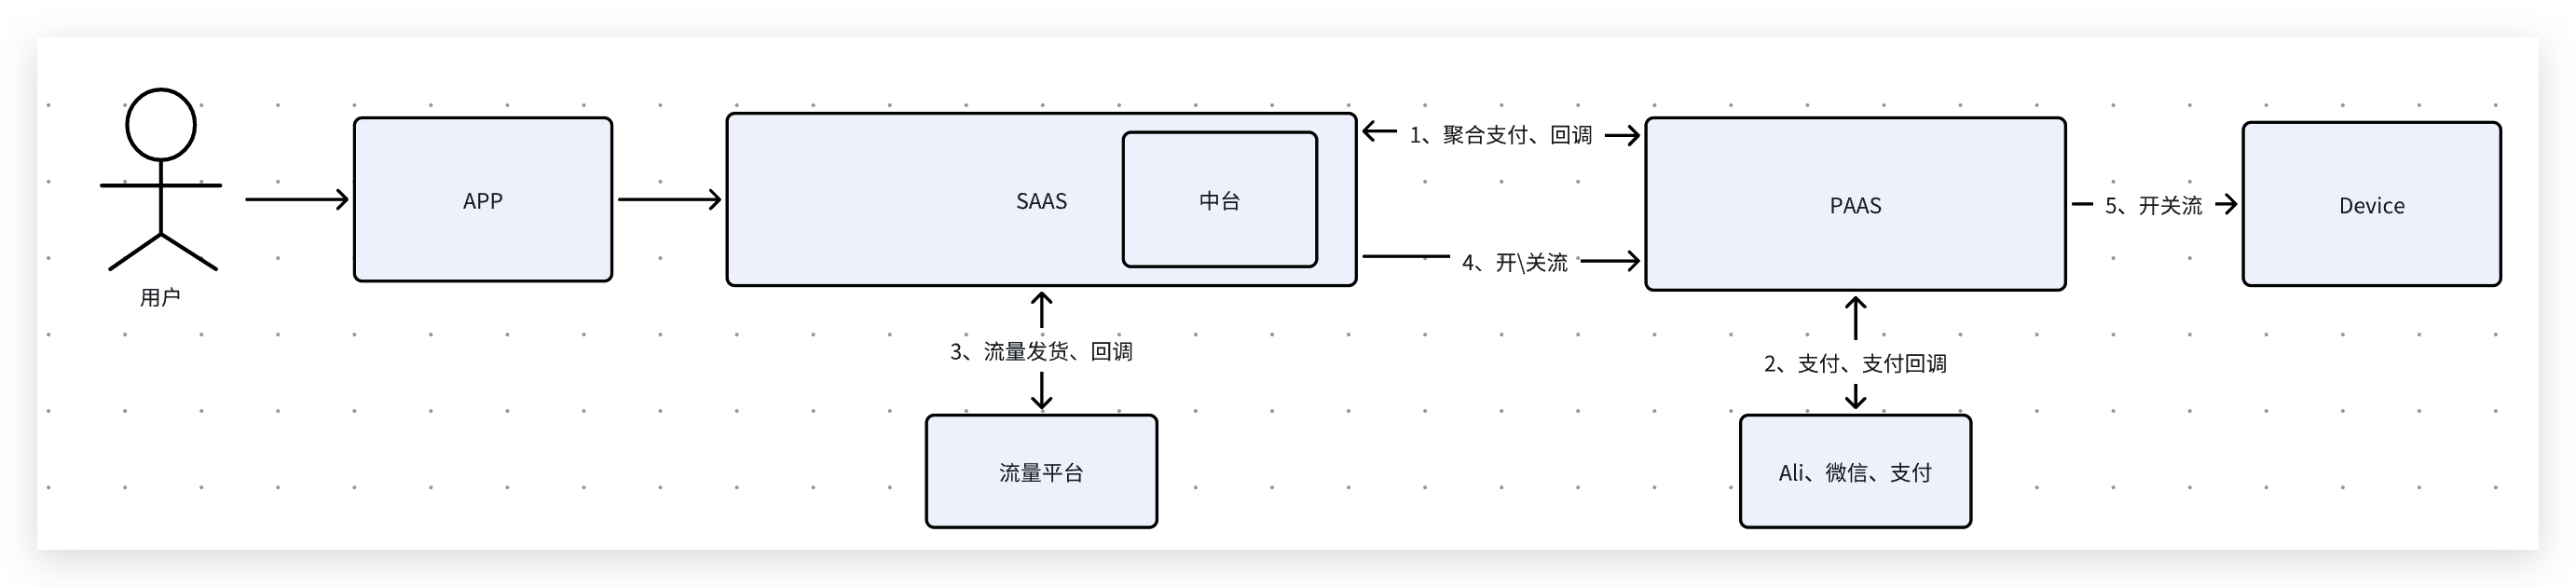 用户
APP
SAAS
中台
1、聚合支付、回调
4、开\关流
PAAS
5、开关流
Device
3、流量发货、回调
2、支付、支付回调
流量平台
Ali、微信、支付